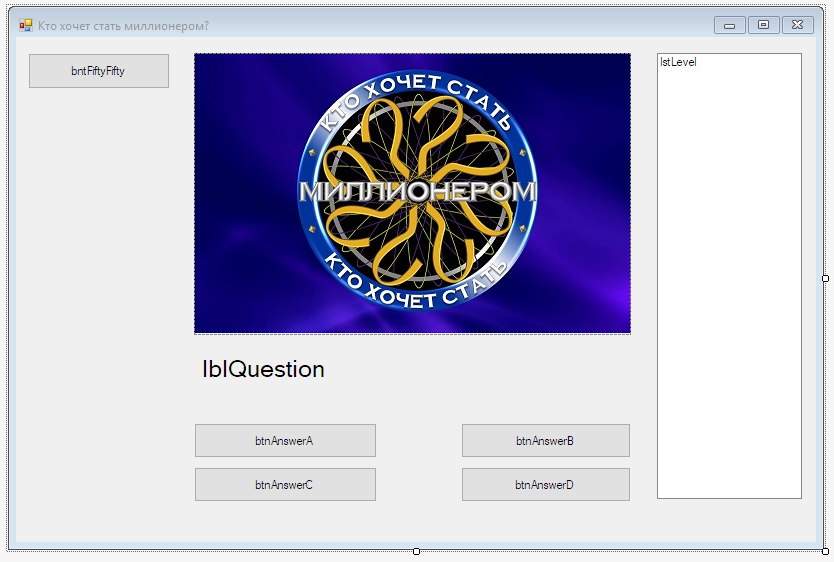 Кто хочет стать миллионером?
bntFiftyFifty
КТО ХОЧЕТ СТАТЬ
МИЛЛИОНЕРОМ
КТО ХОЧЕТ СТАТЬ
lstLevel
lblQuestion
btnAnswerA
btnAnswerB
btnAnswerC
btnAnswerD